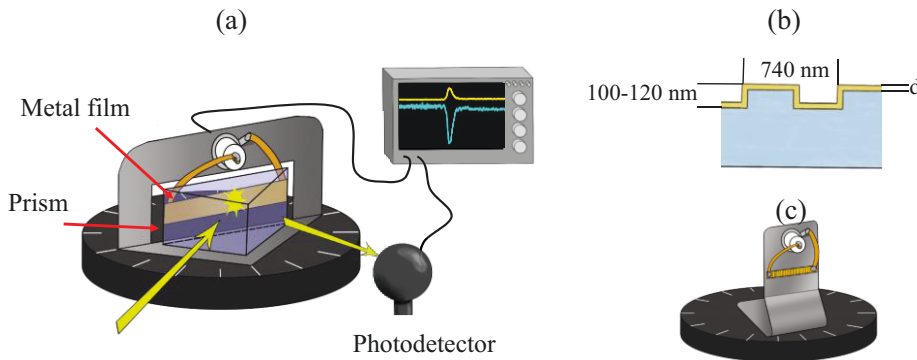 (a)
Metal film
Prism
Photodetector
(b)
740 nm
100-120 nm
d
(c)